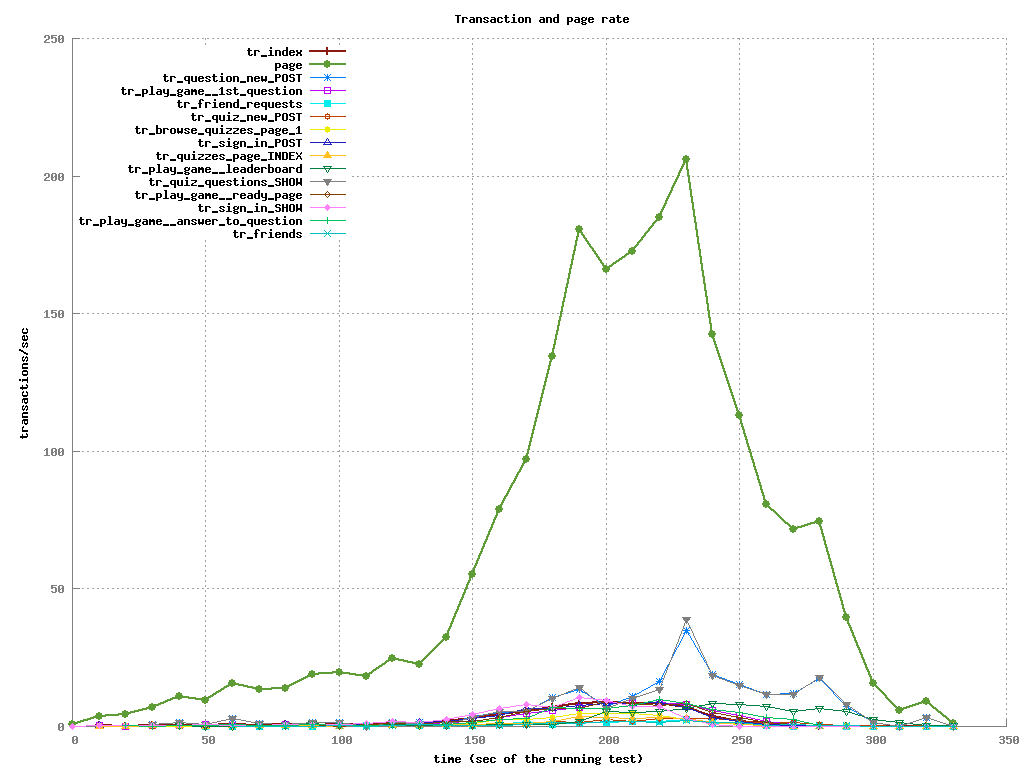 Transaction and page rate
250
200
150
100
50
0
transactions/sec
tr_index
page
tr_question_new_POST
tr_play_game__1st_question
tr_friend_requests
tr_quiz_new_POST
tr_browse_quizzes_page_1
tr_sign_in_POST
tr_quizzes_page_INDEX
tr_play_game__leaderboard
tr_quiz_questions_SHOW
tr_play_game__ready_page
tr_sign_in_SHOW
tr_play_game__answer_to_question
tr_friends
0 50 100 150 200 250 300 350
time (sec of the running test)